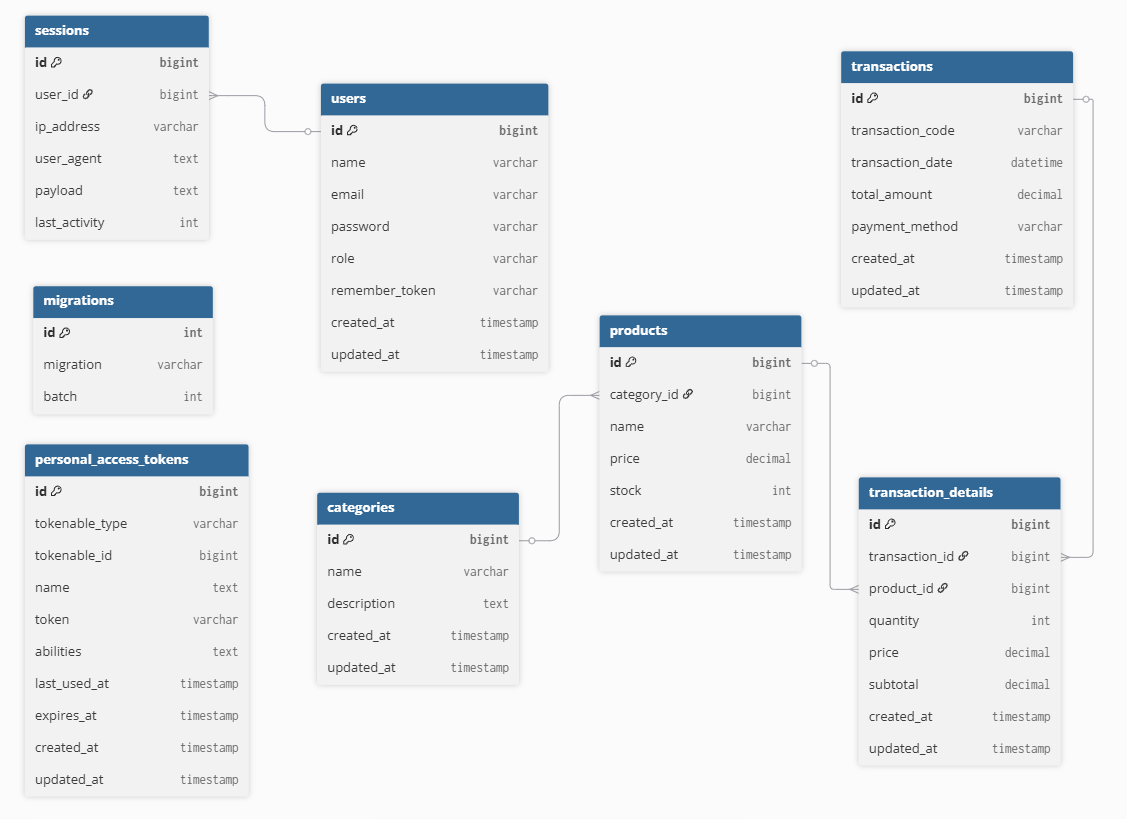 sessions
id bigint
user_id bigint
ip_address varchar
user_agent text
payload text
last_activity int
users
id bigint
name varchar
email varchar
password varchar
role varchar
remember_token varchar
created_at timestamp
updated_at timestamp
transactions
id bigint
transaction_code varchar
transaction_date datetime
total_amount decimal
payment_method varchar
created_at timestamp
updated_at timestamp
migrations
id int
migration varchar
batch int
products
id bigint
category_id bigint
name varchar
price decimal
stock int
created_at timestamp
updated_at timestamp
personal_access_tokens
id bigint
tokenable_type varchar
tokenable_id bigint
name text
token varchar
abilities text
last_used_at timestamp
expires_at timestamp
created_at timestamp
updated_at timestamp
categories
id bigint
name varchar
description text
created_at timestamp
updated_at timestamp
transaction_details
id bigint
transaction_id bigint
product_id bigint
quantity int
price decimal
subtotal decimal
created_at timestamp
updated_at timestamp